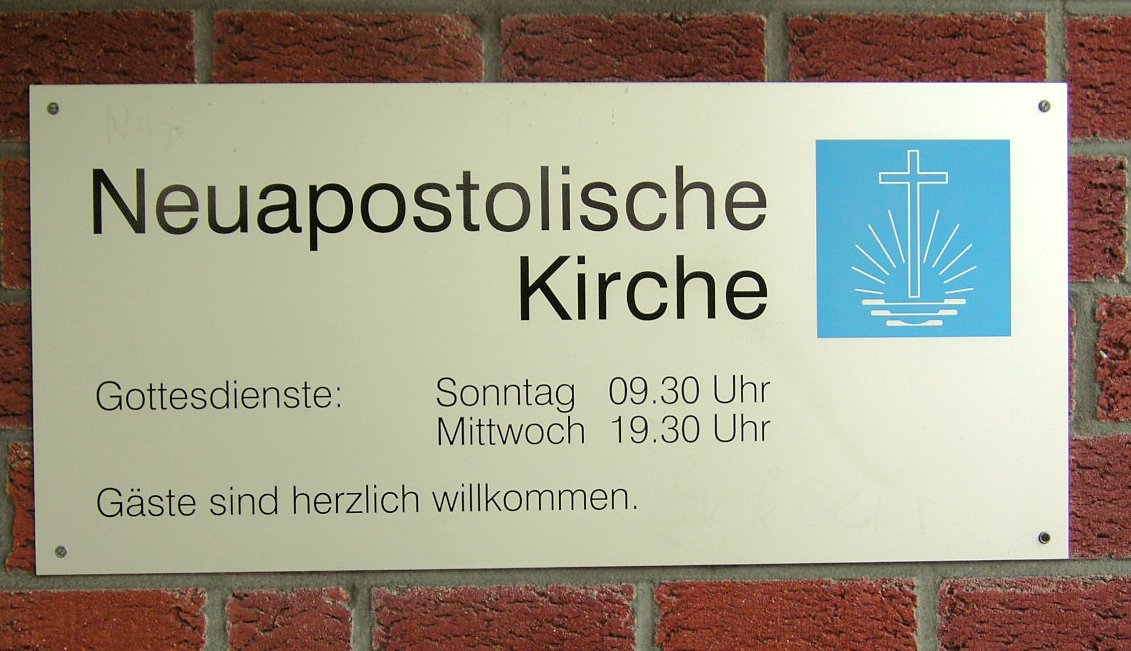 Neuapostolische
Kirche
Gottesdienste: Sonntag 09.30 Uhr
Mittwoch 19.30 Uhr
Gäste sind herzlich willkommen.